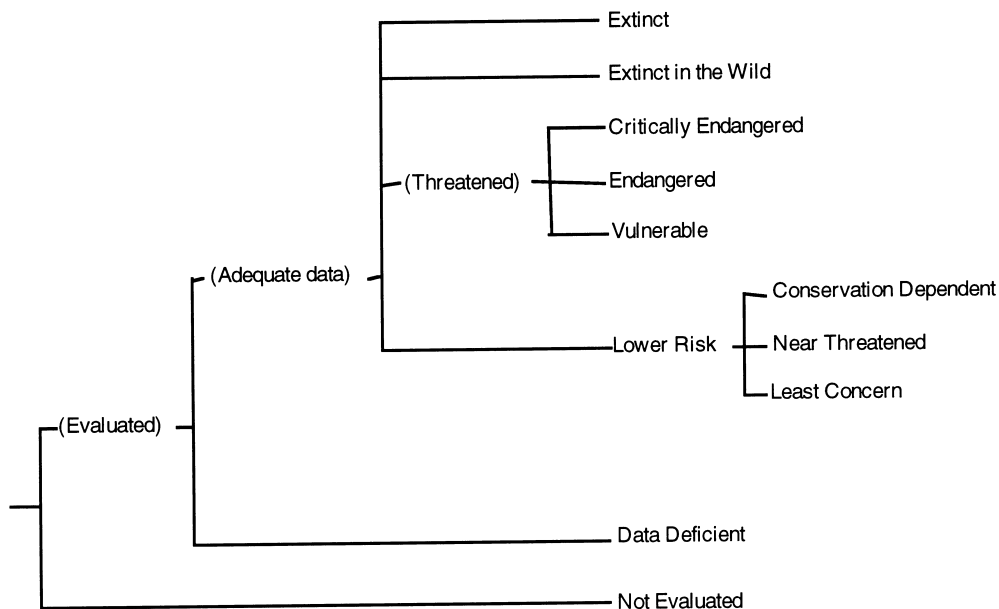 Extinct
Extinct in the Wild
Critically Endangered
(Threatened)
Endangered
Vulnerable
(Adequate data)
Conservation Dependent
Lower Risk
Near Threatened
Least Concern
(Evaluated)
Data Deficient
Not Evaluated